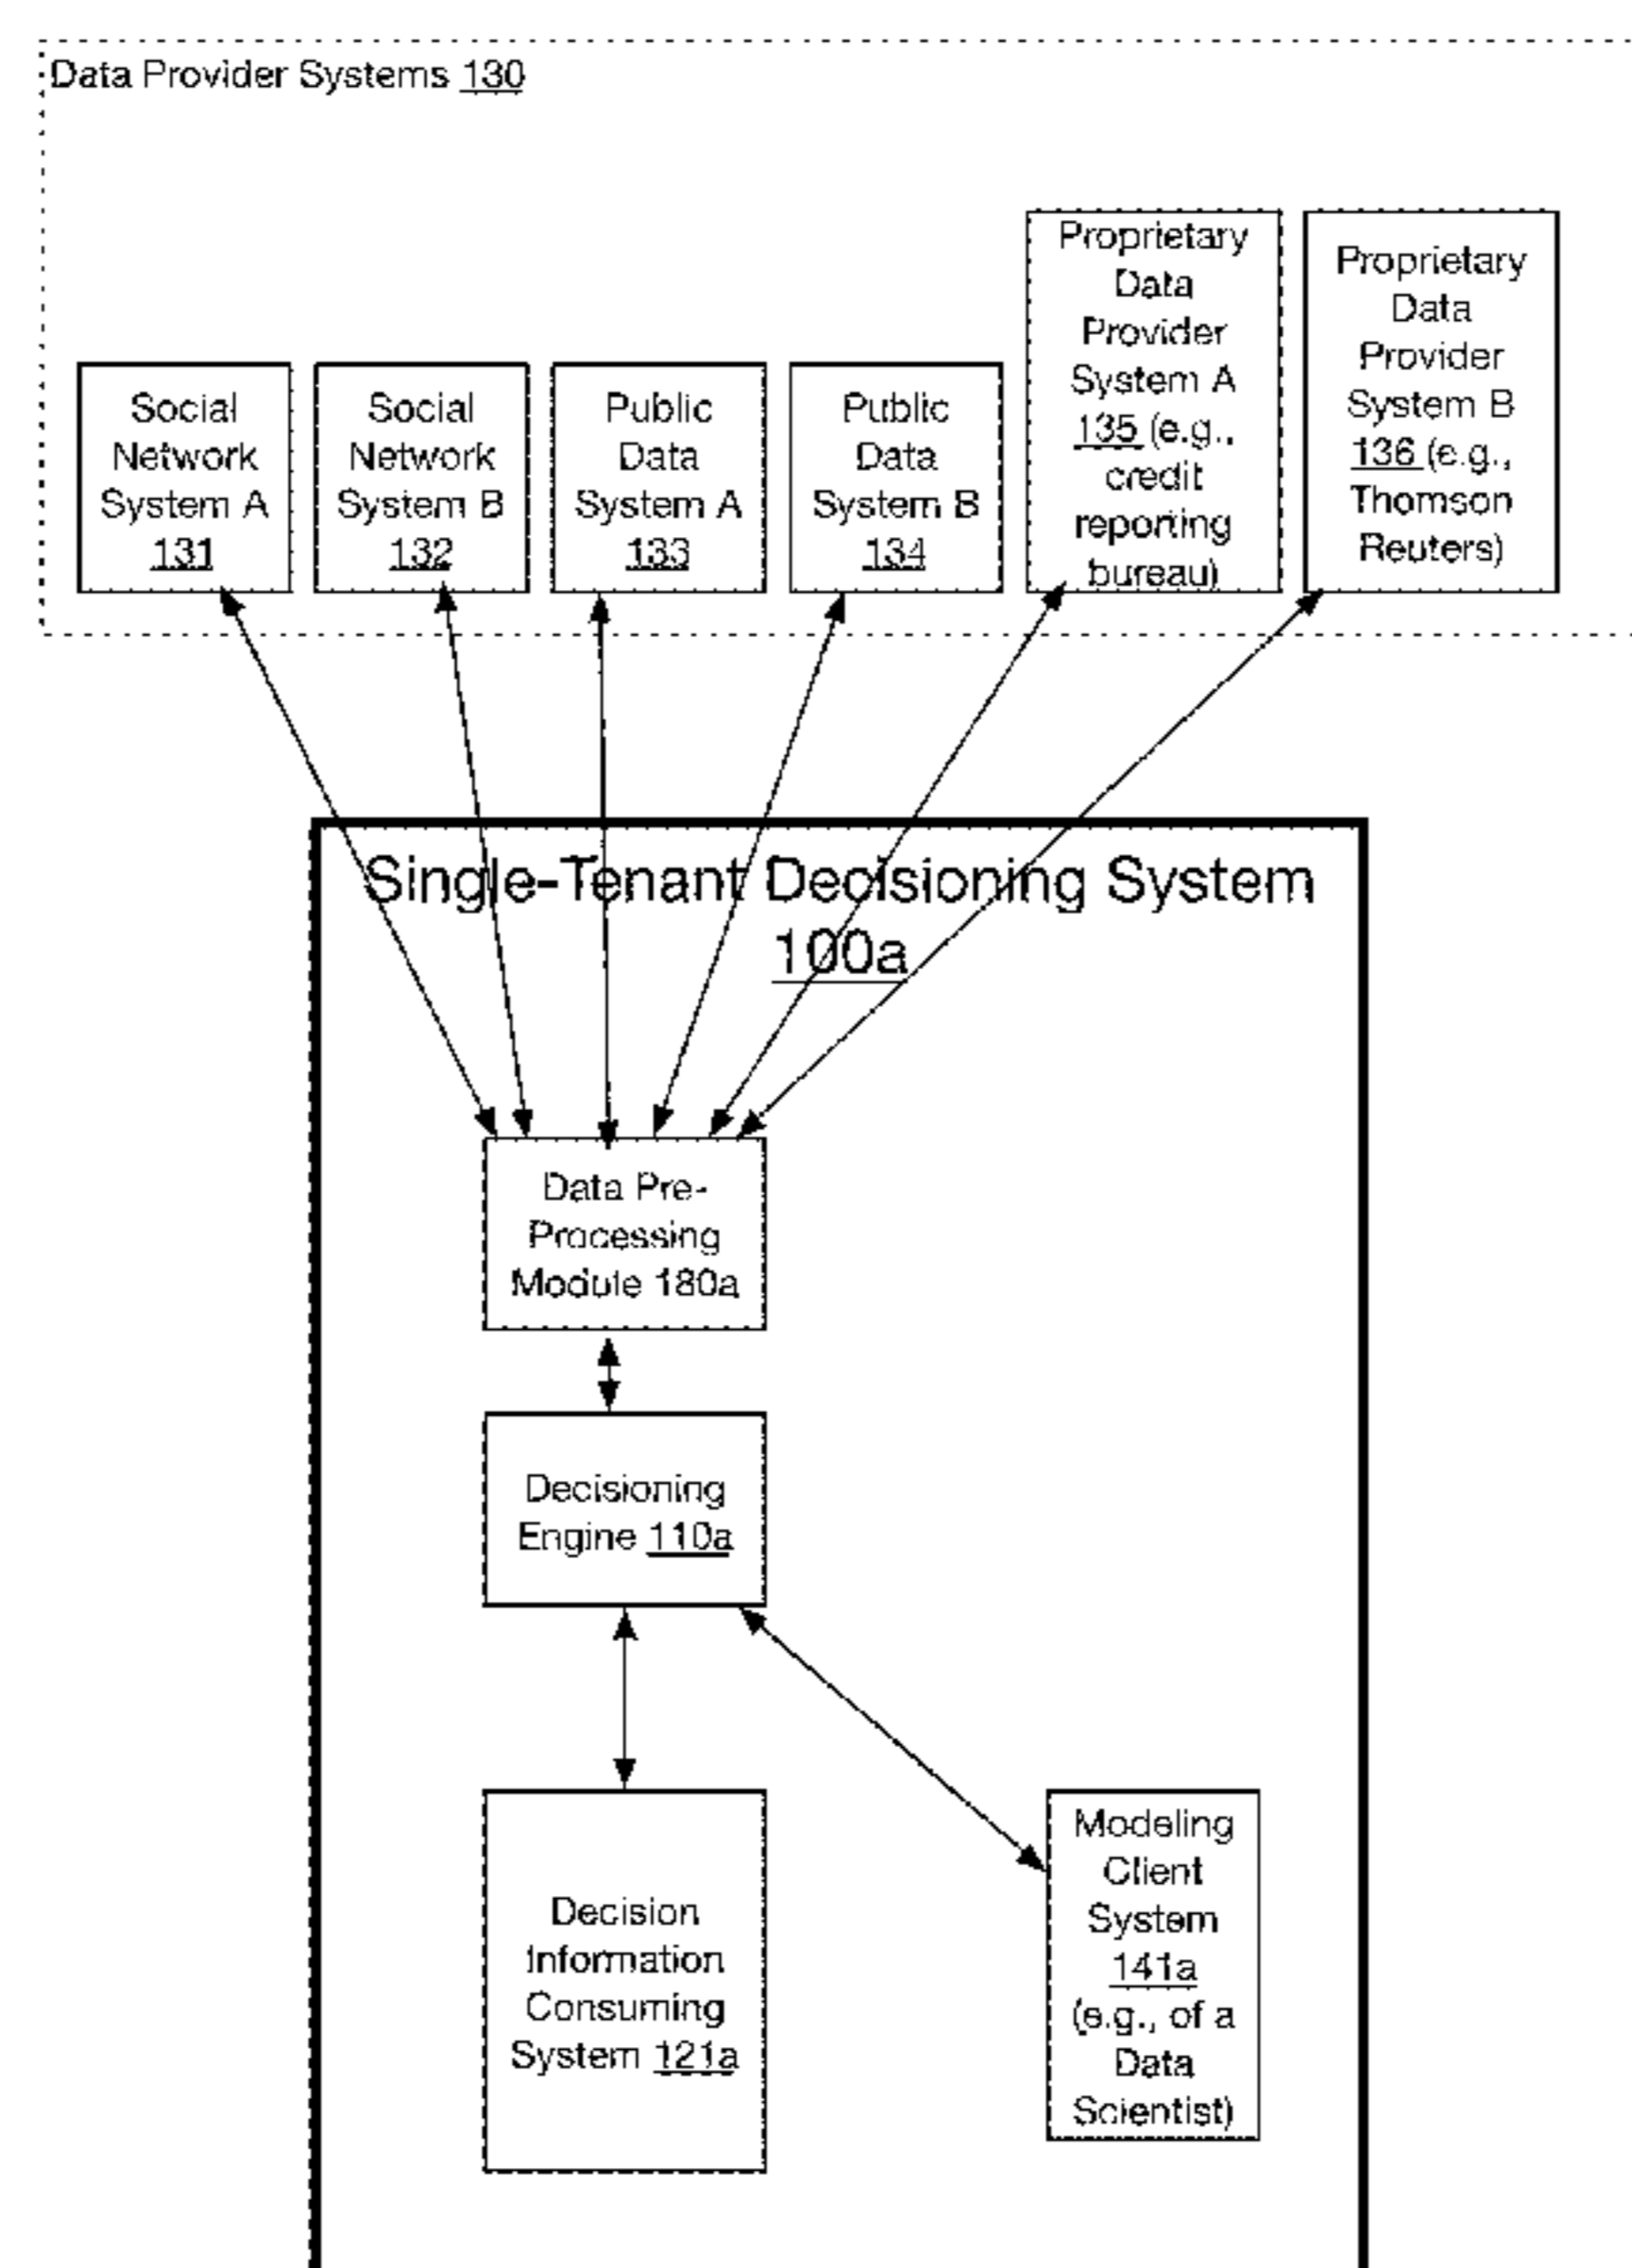 Data Provider Systems 130
Social
Network
System A
131
Social
Network
System B
132
Public
Data
System A
133
Public
Data
System B
134
Proprietary
Data
Provider
System A
135 (e.g.,
credit
reporting
bureau)
Proprietary
Data
Provider
System B
136 (e.g.,
Thomson
Reuters)
Single-Tenant Decisioning System
100a
Data Pre-
Processing
Module 180a
Decisioning
Engine 110a
Decision
Information
Consuming
System 121a
Modeling
Client
System
141a
(e.g., of a
Data
Scientist)